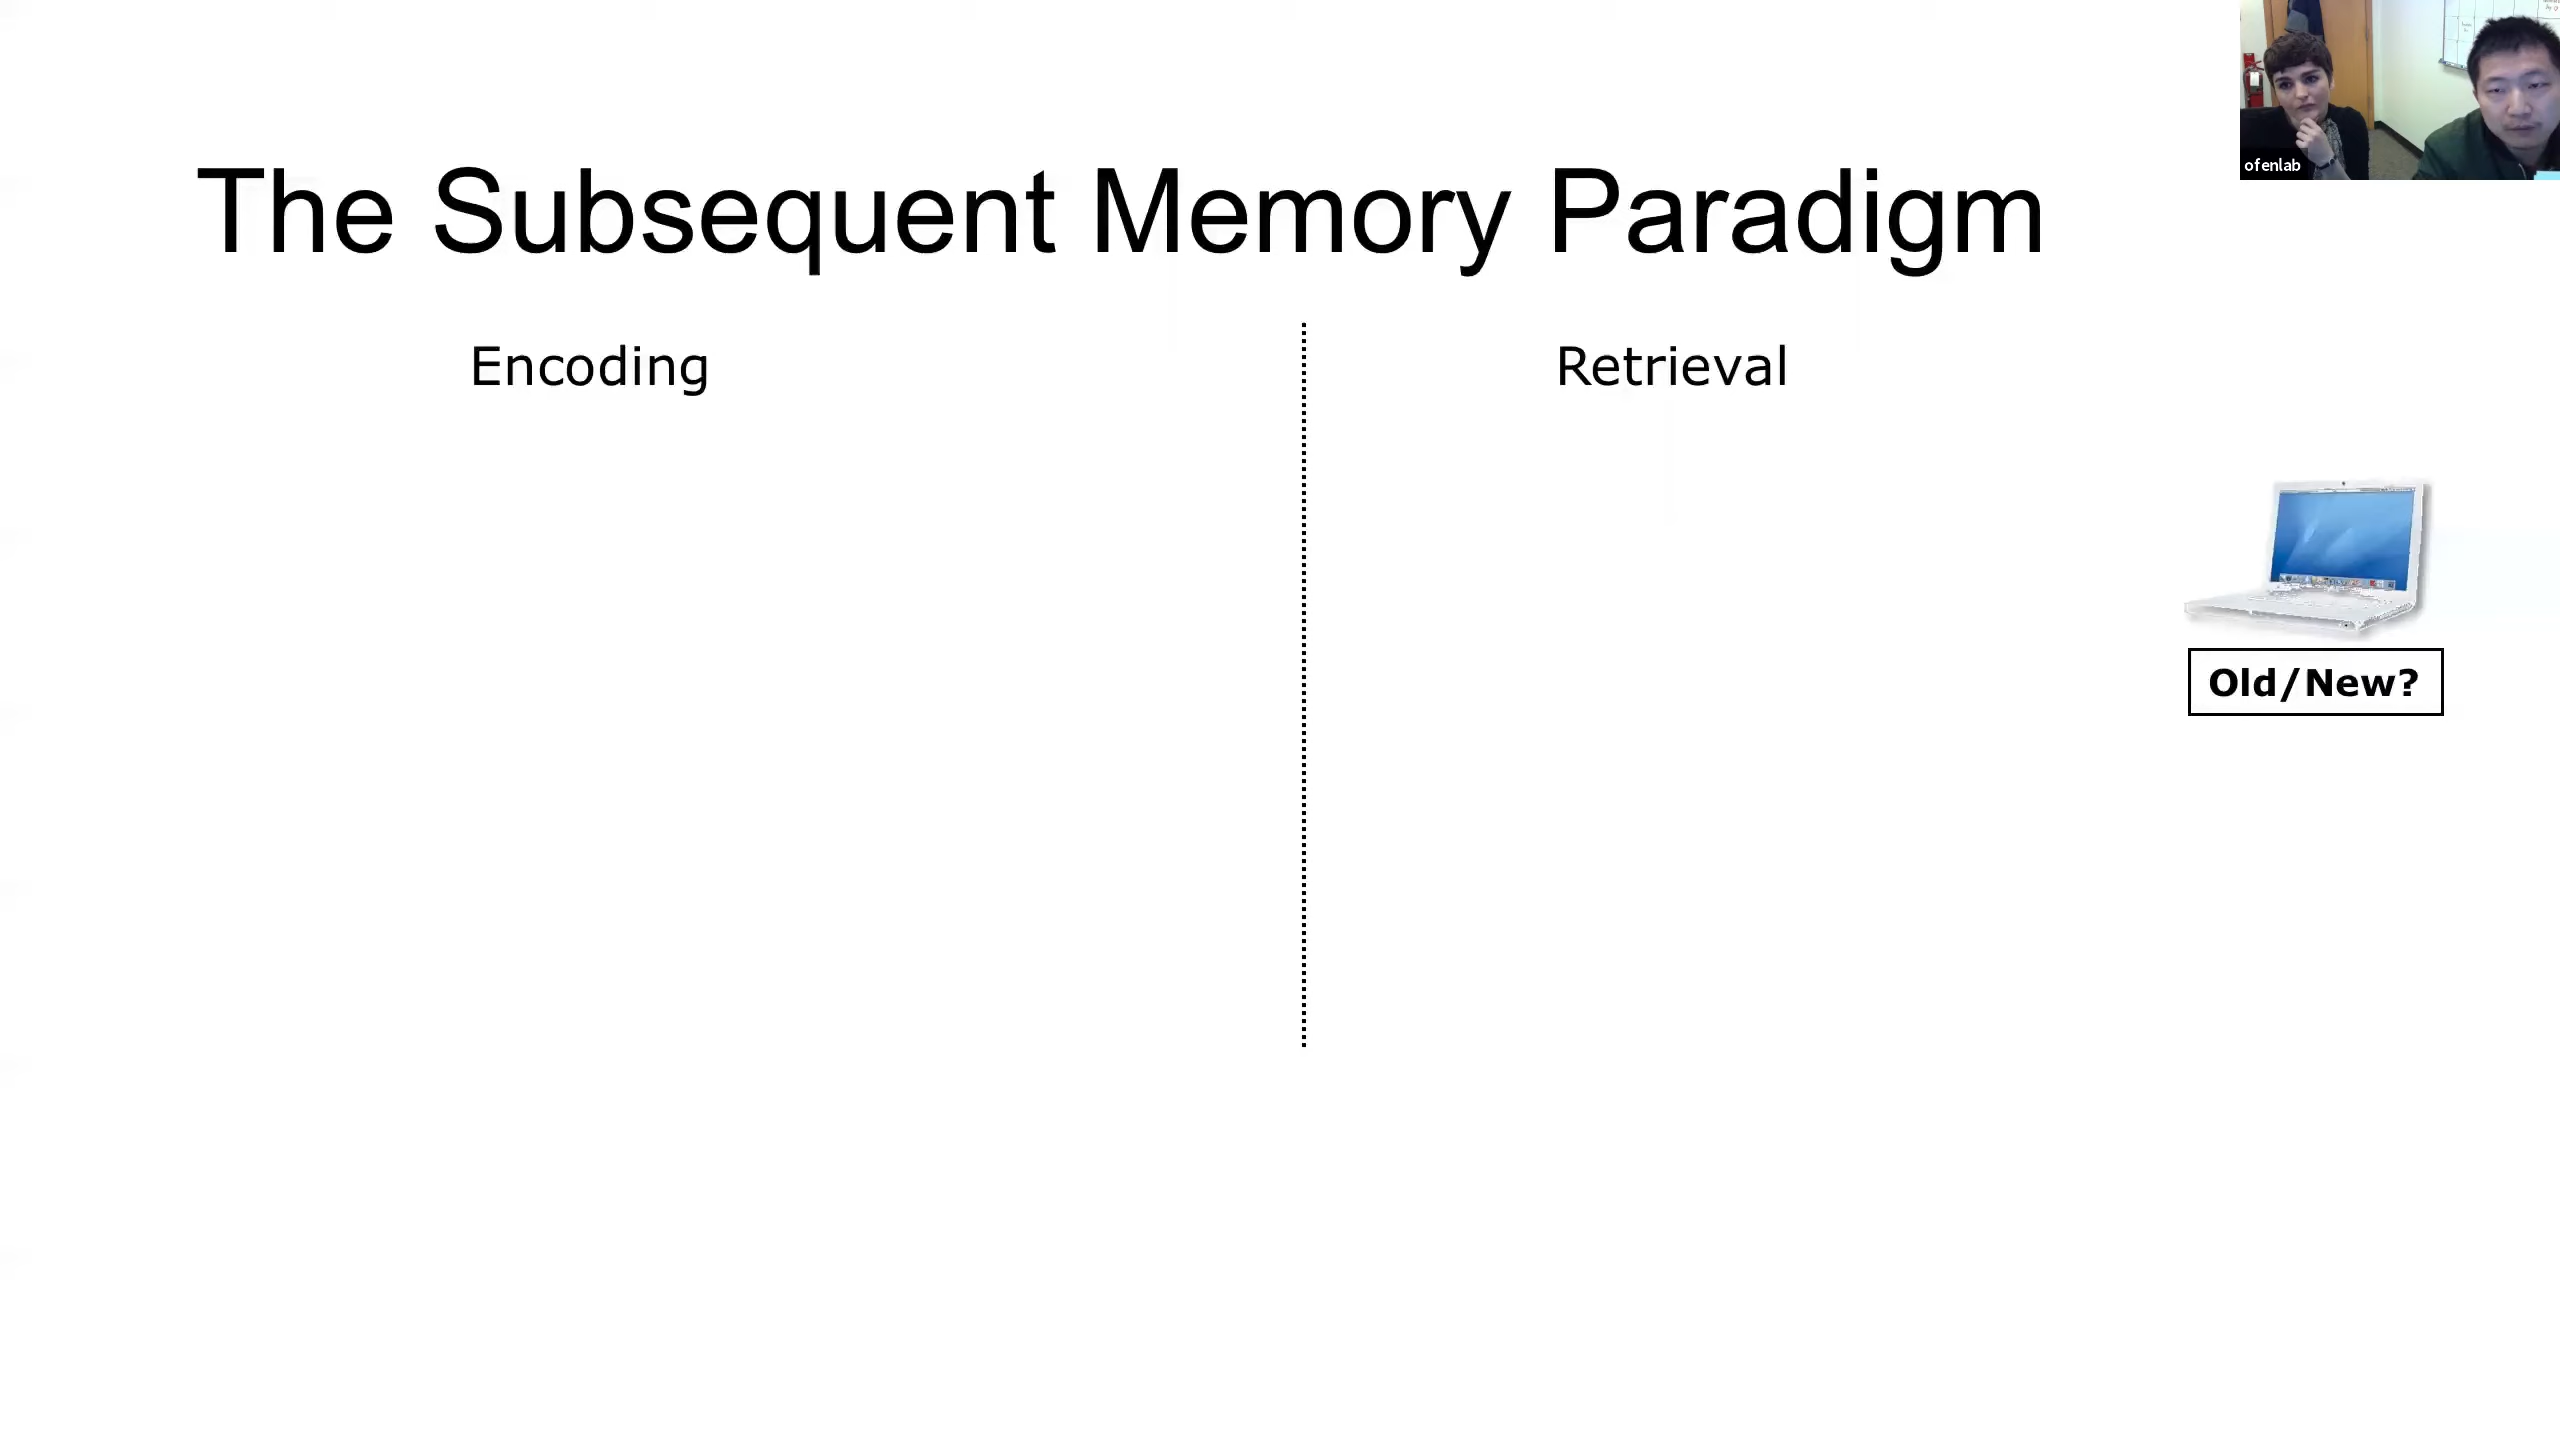 The Subsequent Memory Paradigm
Encoding
Retrieval
Old/New?
ofenlab